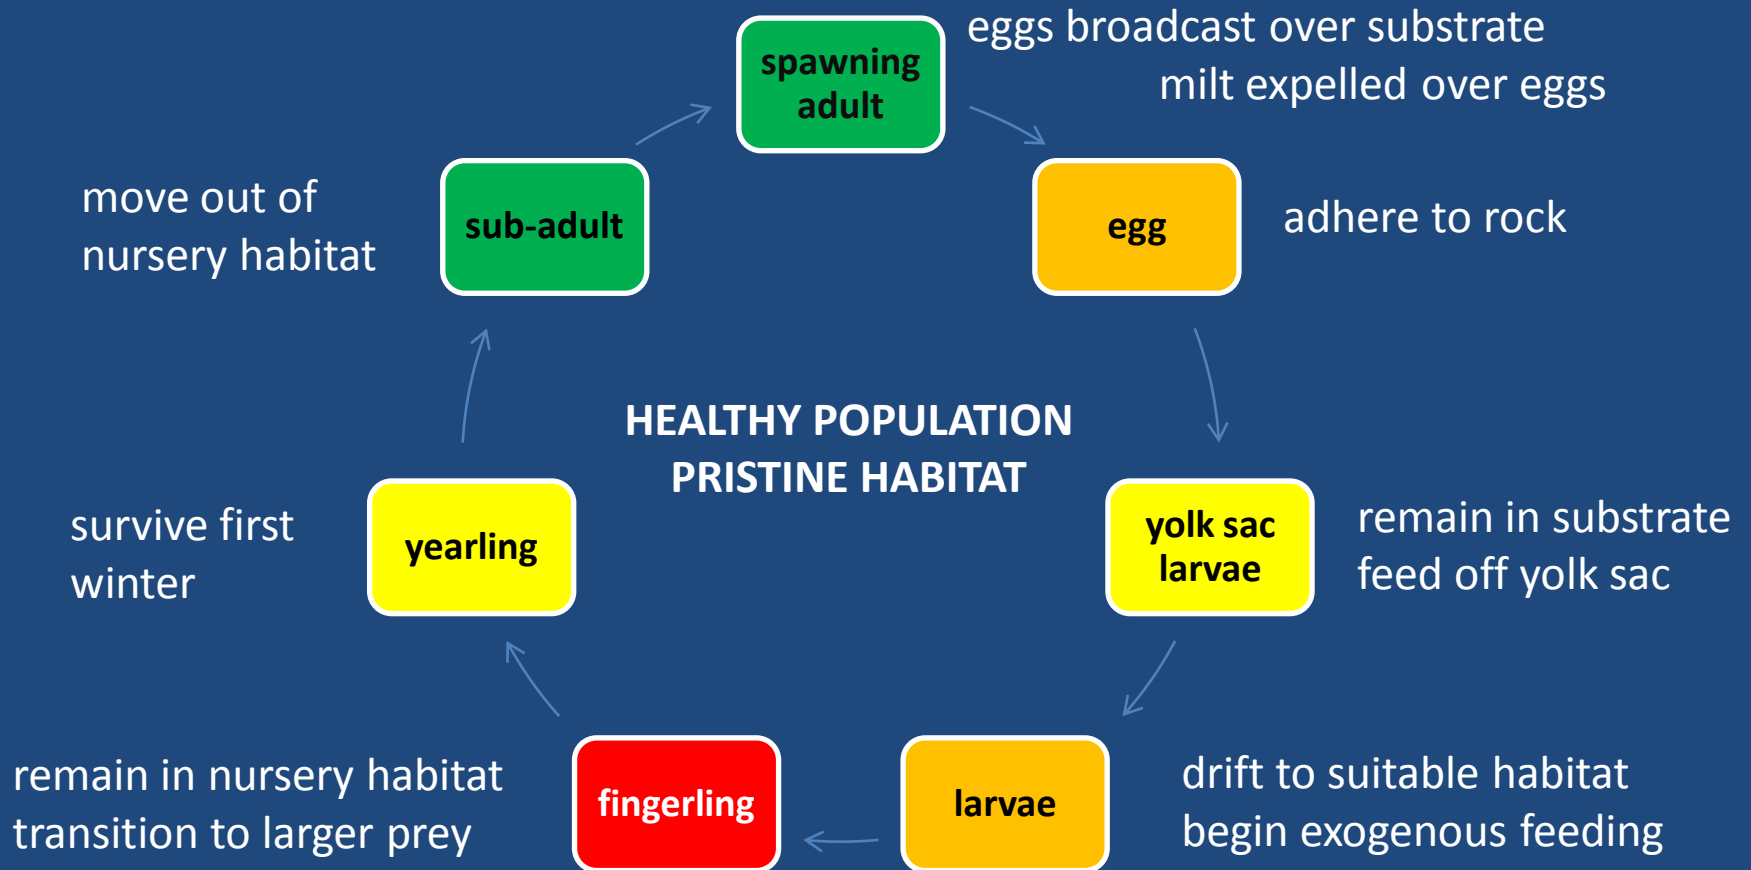 spawning
adult
eggs broadcast over substrate
milt expelled over eggs
egg
adhere to rock
yolk sac
larvae
remain in substrate
feed off yolk sac
larvae
drift to suitable habitat
begin exogenous feeding
fingerling
remain in nursery habitat
transition to larger prey
yearling
survive first
winter
sub-adult
move out of
nursery habitat
HEALTHY POPULATION
PRISTINE HABITAT